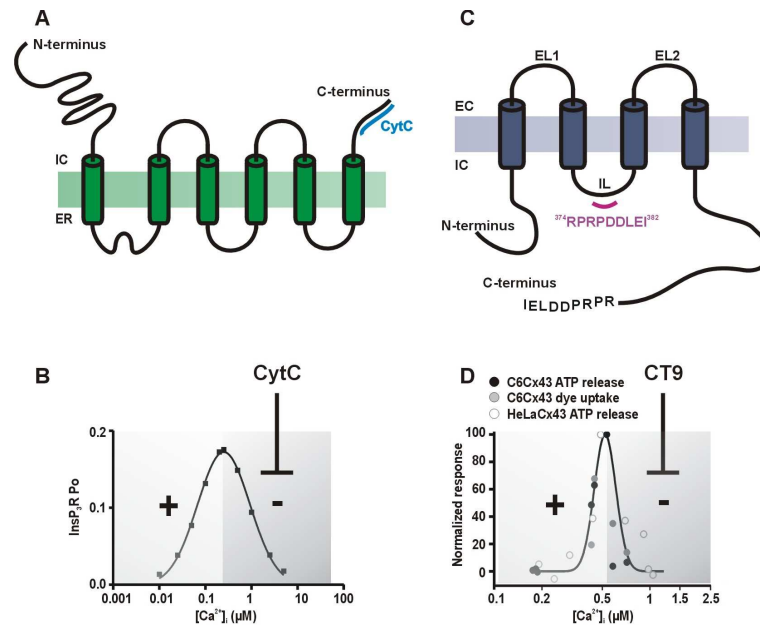 A
N-terminus
C-terminus
CytC
IC
ER
C
EL1
EL2
EC
IC
IL
³⁷⁴RPRPDDLEI³⁸²
N-terminus
C-terminus
IELDDPRPR
B
CytC
0.2
0.1
0.0
InsP₃R Po
+
-
0.001
0.01
0.1
1
10
100
[Ca²⁺]ᵢ (µM)
D
C6Cx43 ATP release
C6Cx43 dye uptake
HeLaCx43 ATP release
CT9
100
80
60
40
20
0
Normalized response
+
-
0.1
0.2
0.5
1
1.5
2.5
[Ca²⁺]ᵢ (µM)